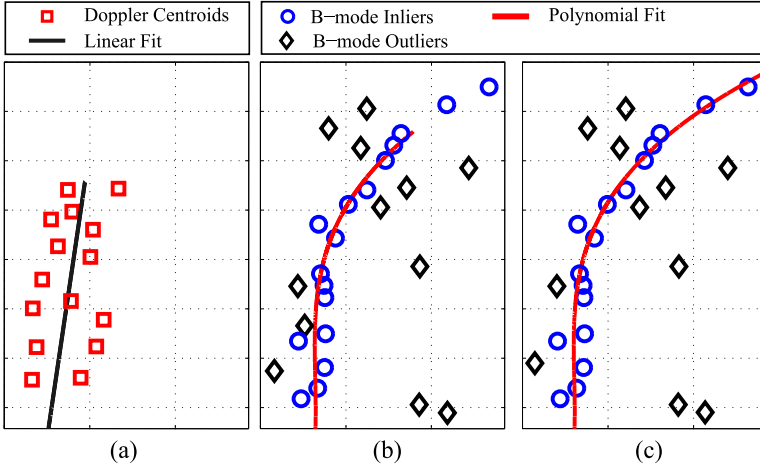 Doppler Centroids
Linear Fit
B−mode Inliers
Polynomial Fit
B−mode Outliers
(a)
(b)
(c)